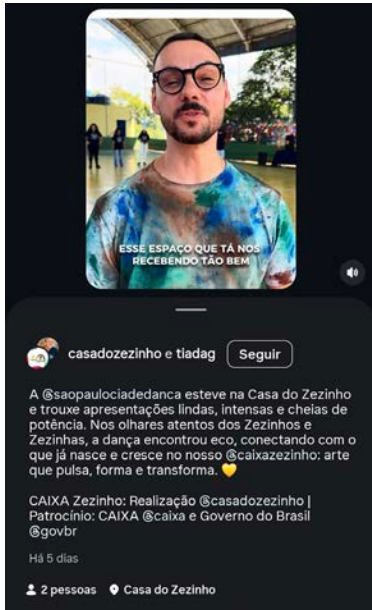 ESSE ESPAÇO QUE TÁ NOS
RECEBENDO TÃO BEM
casadozezinho e tiadag
Seguir
A @saopaulociadedanca esteve na Casa do Zezinho
e trouxe apresentações lindas, intensas e cheias de
potência. Nos olhares atentos dos Zezinhos e
Zezinhas, a dança encontrou eco, conectando com o
que já nasce e cresce no nosso @caixazezinho: arte
que pulsa, forma e transforma. 💛
CAIXA Zezinho: Realização @casadozezinho |
Patrocínio: CAIXA @caixa e Governo do Brasil
@govbr
Há 5 dias
2 pessoas
Casa do Zezinho